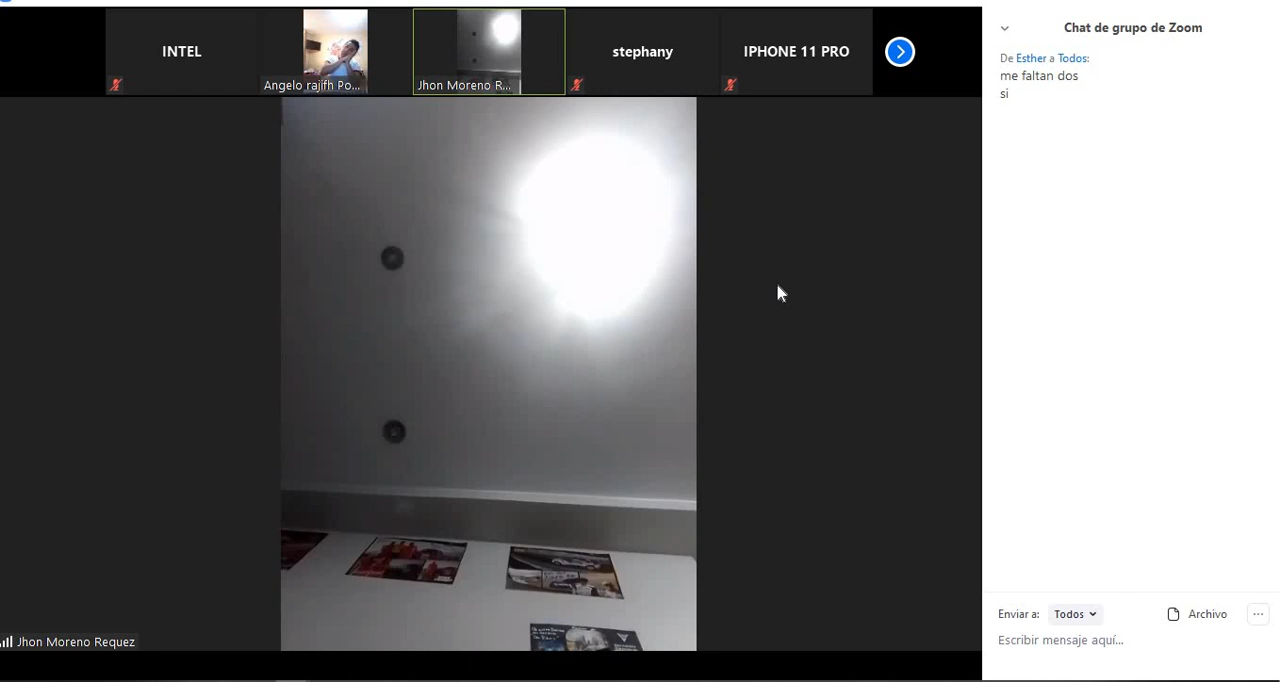 INTEL
Angelo rajifh Po...
Jhon Moreno R...
stephany
IPHONE 11 PRO
Jhon Moreno Requez
Chat de grupo de Zoom
De Esther a Todos:
me faltan dos
si
Enviar a: Todos
Archivo
...
Escribir mensaje aquí...